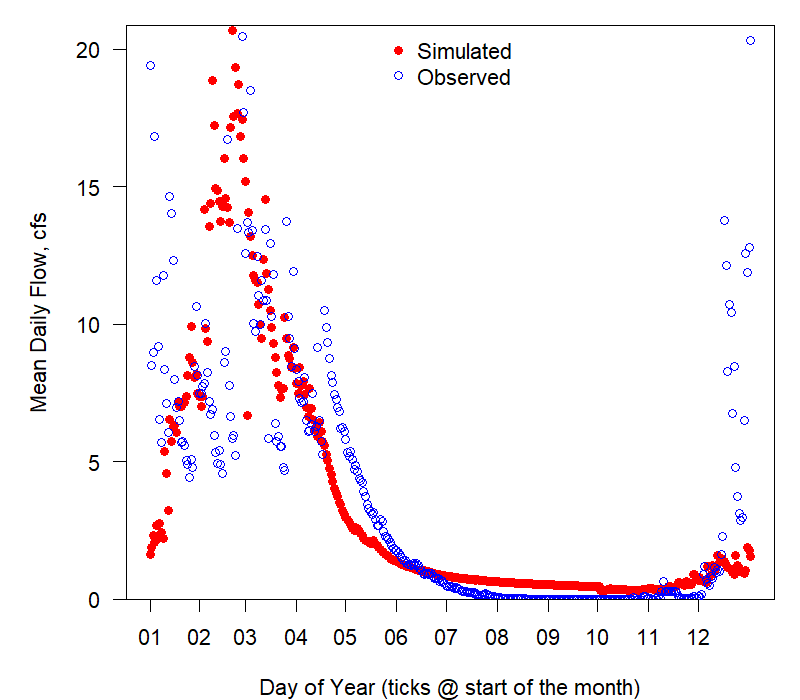 20
15
10
5
0
Mean Daily Flow, cfs
Simulated
Observed
01 02 03 04 05 06 07 08 09 10 11 12
Day of Year (ticks @ start of the month)